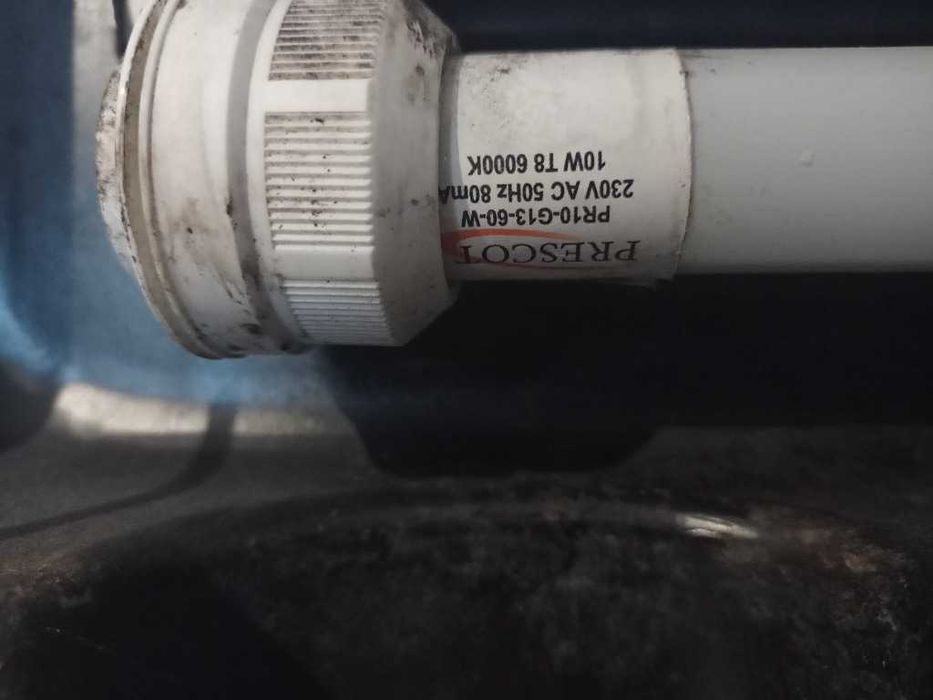 PRESCOT
PR10-G13-60-W
230V AC 50Hz 80mA
10W T8 6000K